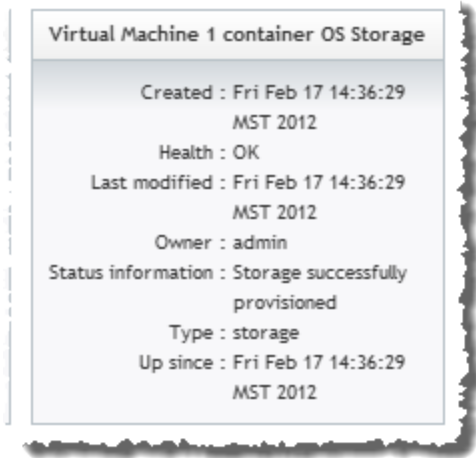 Virtual Machine 1 container OS Storage
Created : Fri Feb 17 14:36:29
MST 2012
Health : OK
Last modified : Fri Feb 17 14:36:29
MST 2012
Owner : admin
Status information : Storage successfully
provisioned
Type : storage
Up since : Fri Feb 17 14:36:29
MST 2012